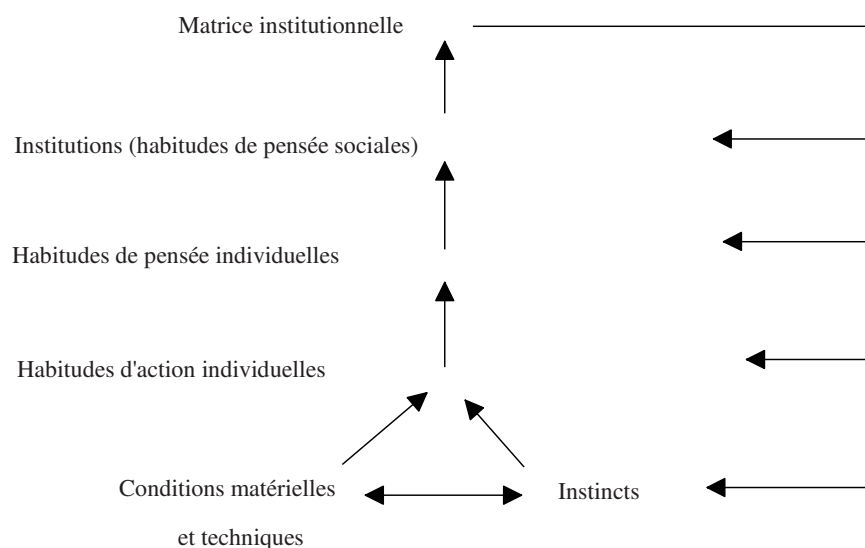 Matrice institutionnelle
Institutions (habitudes de pensée sociales)
Habitudes de pensée individuelles
Habitudes d'action individuelles
Conditions matérielles
et techniques
Instincts